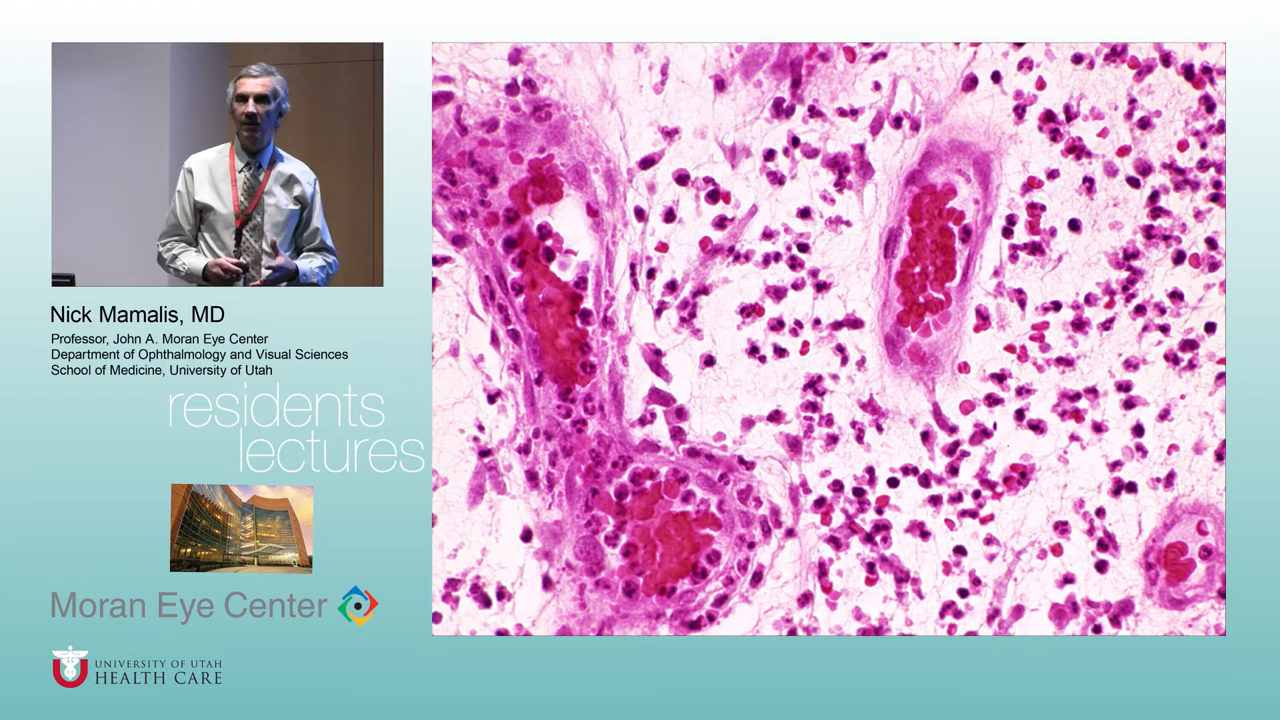 Nick Mamalis, MD
Professor, John A. Moran Eye Center
Department of Ophthalmology and Visual Sciences
School of Medicine, University of Utah
residents
lectures
Moran Eye Center
UNIVERSITY OF UTAH
HEALTH CARE